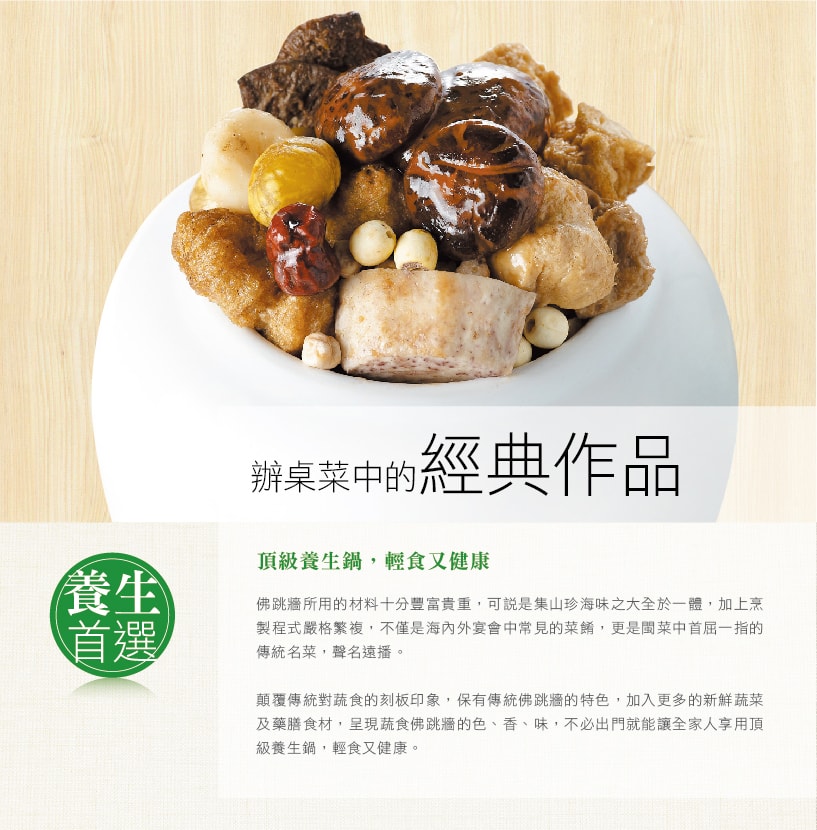 辦桌菜中的經典作品
養生
首選
頂級養生鍋，輕食又健康
佛跳牆所用的材料十分豐富貴重，可說是集山珍海味之大全於一體，加上烹
製程式嚴格繁複，不僅是海內外宴會中常見的菜餚，更是閩菜中首屈一指的
傳統名菜，聲名遠播。
顛覆傳統對蔬食的刻板印象，保有傳統佛跳牆的特色，加入更多的新鮮蔬菜
及藥膳食材，呈現蔬食佛跳牆的色、香、味，不必出門就能讓全家人享用頂
級養生鍋，輕食又健康。